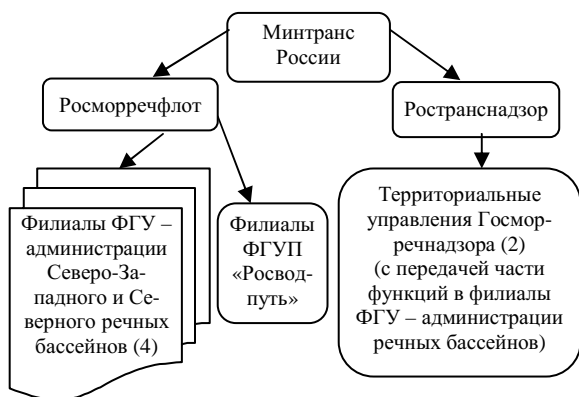 Минтранс
России
Росморречфлот
Ространснадзор
Филиалы ФГУ –
администрации
Северо-За-
падного и Се-
верного речных
бассейнов (4)
Филиалы
ФГУП
«Росвод-
путь»
Территориальные
управления Госмор-
речнадзора (2)
(с передачей части
функций в филиалы
ФГУ – администрации
речных бассейнов)